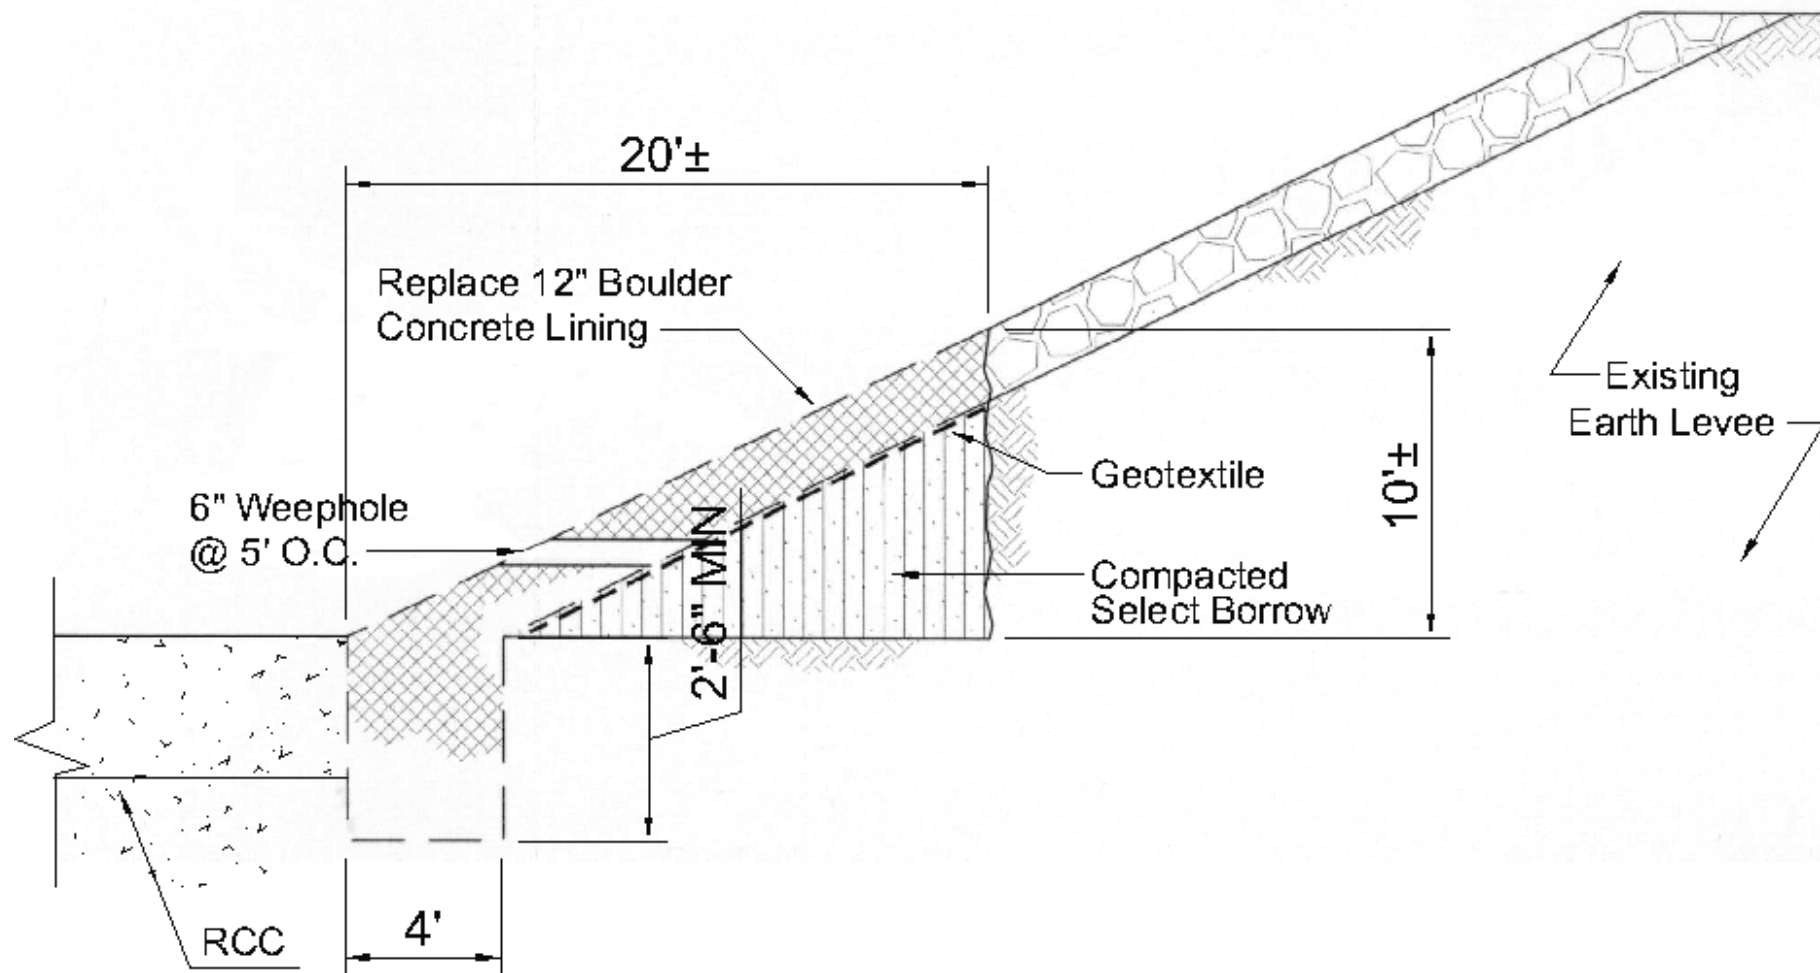 20'±
Replace 12" Boulder
Concrete Lining
Existing
Earth Levee
Geotextile
10'±
6" Weephole
@ 5' O.C.
2'-6" MIN
Compacted
Select Borrow
RCC
4'